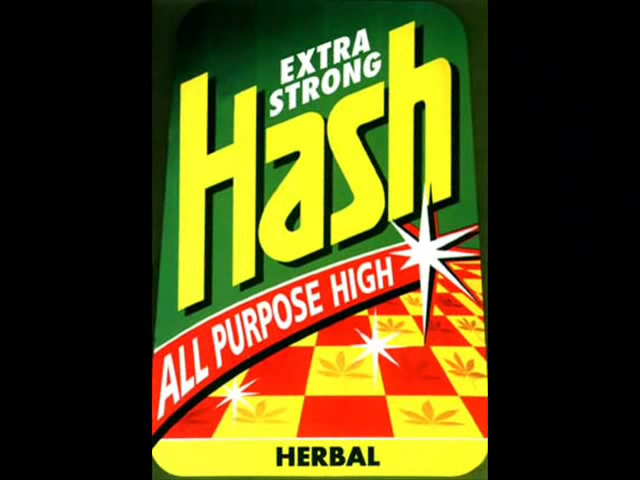 EXTRA
STRONG
Hash
ALL PURPOSE HIGH
HERBAL